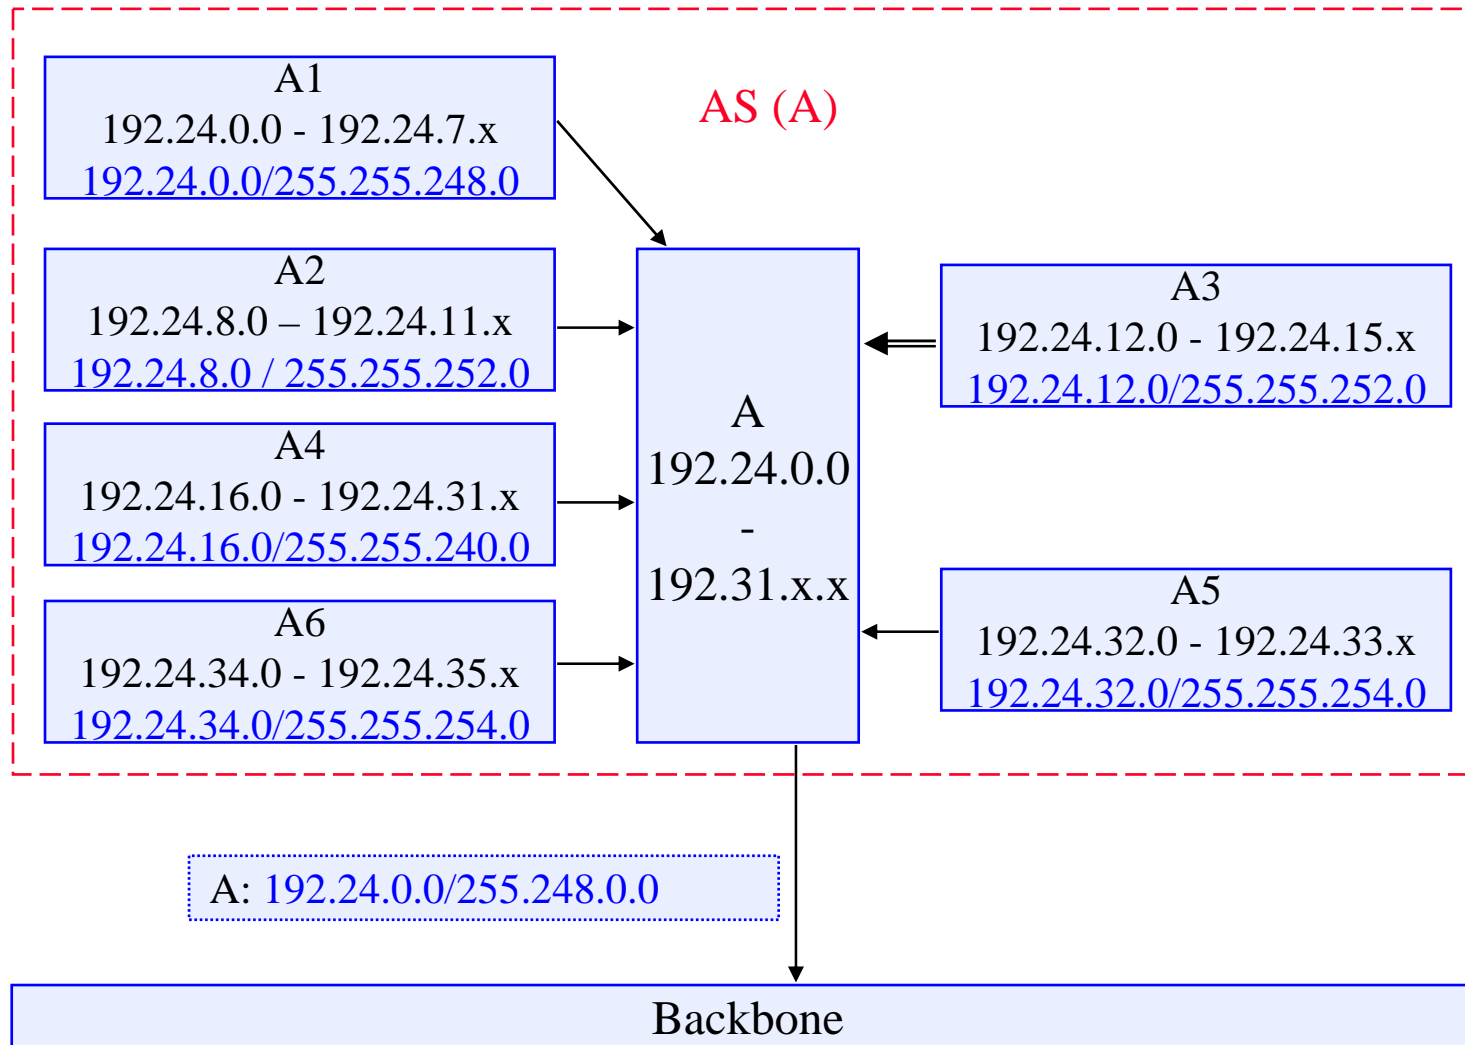 A1
192.24.0.0 - 192.24.7.x
192.24.0.0/255.255.248.0
AS (A)
A2
192.24.8.0 – 192.24.11.x
192.24.8.0 / 255.255.252.0
A3
192.24.12.0 - 192.24.15.x
192.24.12.0/255.255.252.0
A
192.24.0.0
-
192.31.x.x
A4
192.24.16.0 - 192.24.31.x
192.24.16.0/255.255.240.0
A5
192.24.32.0 - 192.24.33.x
192.24.32.0/255.255.254.0
A6
192.24.34.0 - 192.24.35.x
192.24.34.0/255.255.254.0
A: 192.24.0.0/255.248.0.0
Backbone